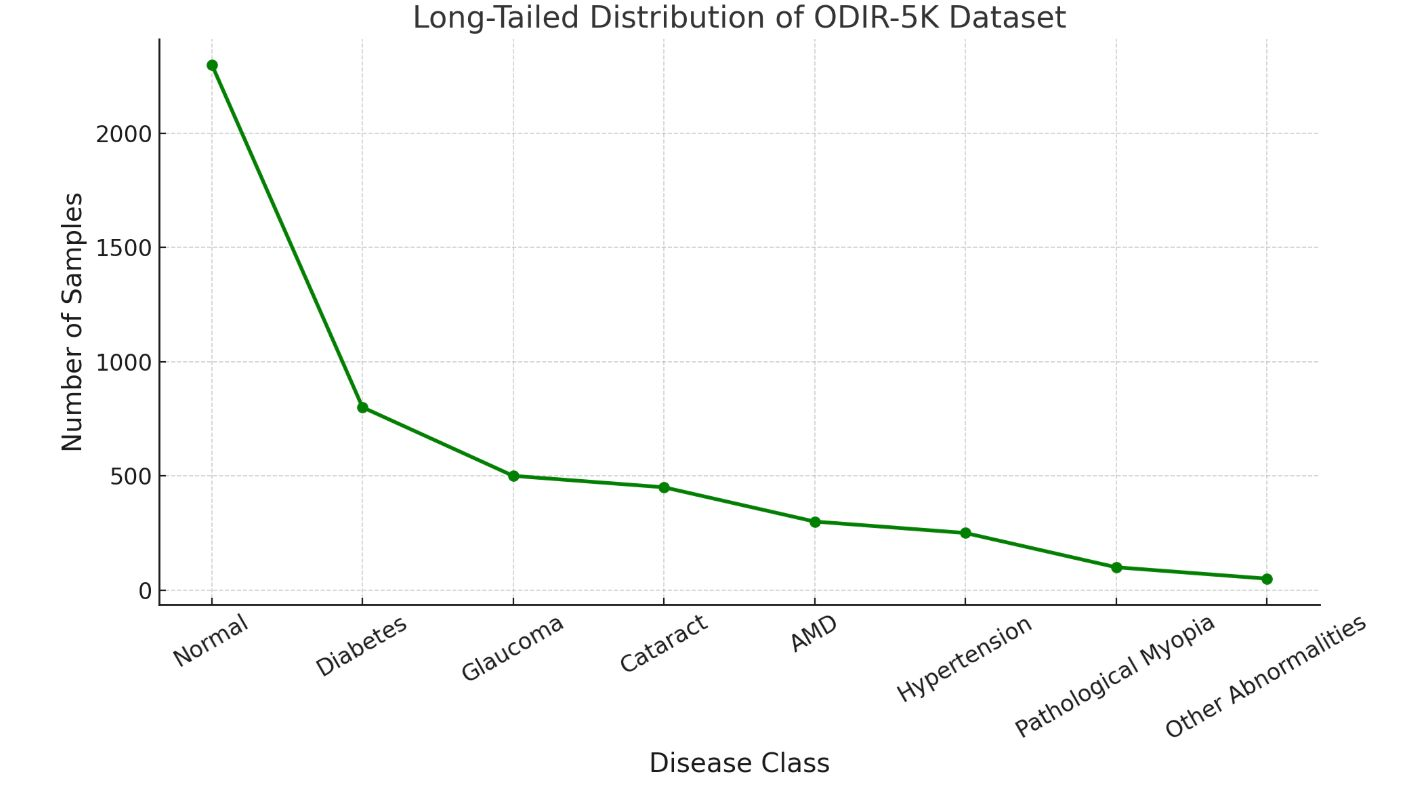 Long-Tailed Distribution of ODIR-5K Dataset
Number of Samples
2000
1500
1000
500
0
Normal
Diabetes
Glaucoma
Cataract
AMD
Hypertension
Pathological Myopia
Other Abnormalities
Disease Class